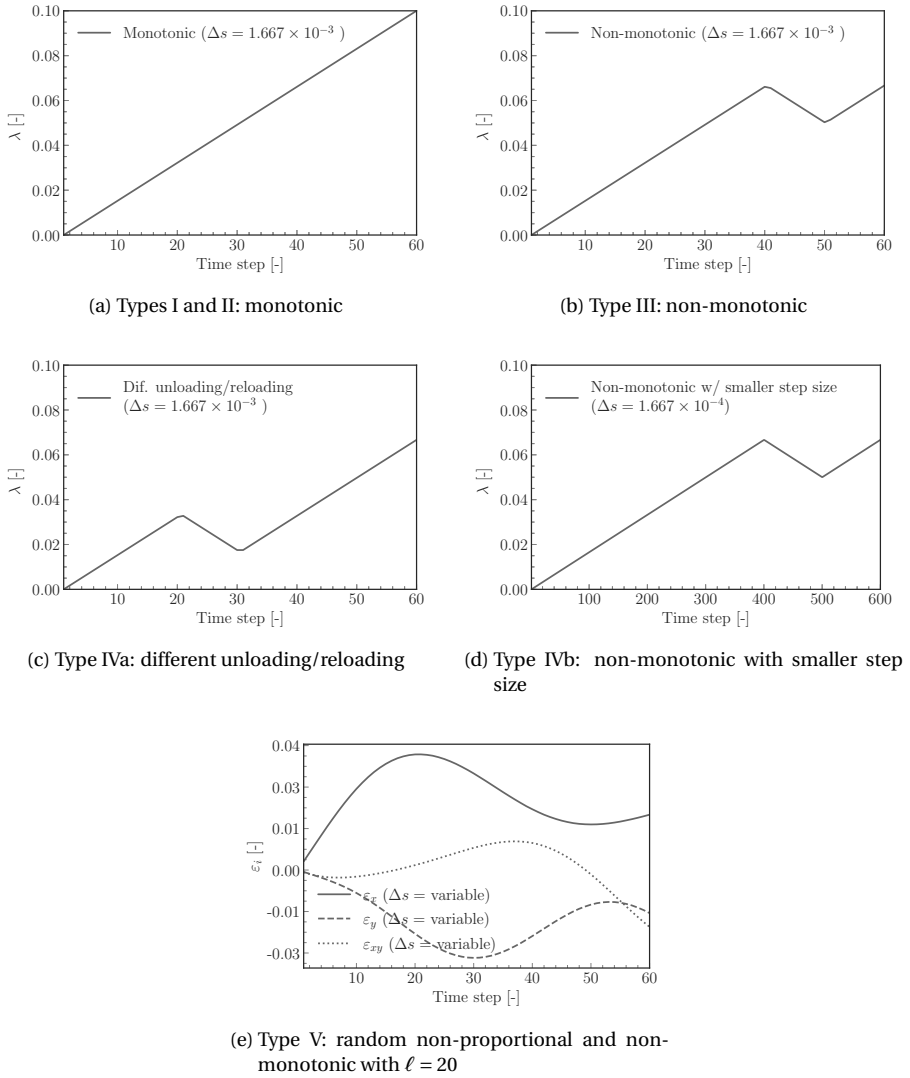 0.10
0.08
0.06
0.04
0.02
0.00
λ [-]
Monotonic (Δs = 1.667 × 10⁻³ )
10 20 30 40 50 60
Time step [-]
(a) Types I and II: monotonic
0.10
0.08
0.06
0.04
0.02
0.00
λ [-]
Non-monotonic (Δs = 1.667 × 10⁻³ )
10 20 30 40 50 60
Time step [-]
(b) Type III: non-monotonic
0.10
0.08
0.06
0.04
0.02
0.00
λ [-]
Dif. unloading/reloading
(Δs = 1.667 × 10⁻³ )
10 20 30 40 50 60
Time step [-]
(c) Type IVa: different unloading/reloading
0.10
0.08
0.06
0.04
0.02
0.00
λ [-]
Non-monotonic w/ smaller step size
(Δs = 1.667 × 10⁻⁴)
100 200 300 400 500 600
Time step [-]
(d) Type IVb: non-monotonic with smaller step
size
0.04
0.03
0.01
0.00
-0.01
-0.03
εᵢ [-]
εₓ (Δs = variable)
ε_y (Δs = variable)
ε_xy (Δs = variable)
10 20 30 40 50 60
Time step [-]
(e) Type V: random non-proportional and non-
monotonic with ℓ = 20